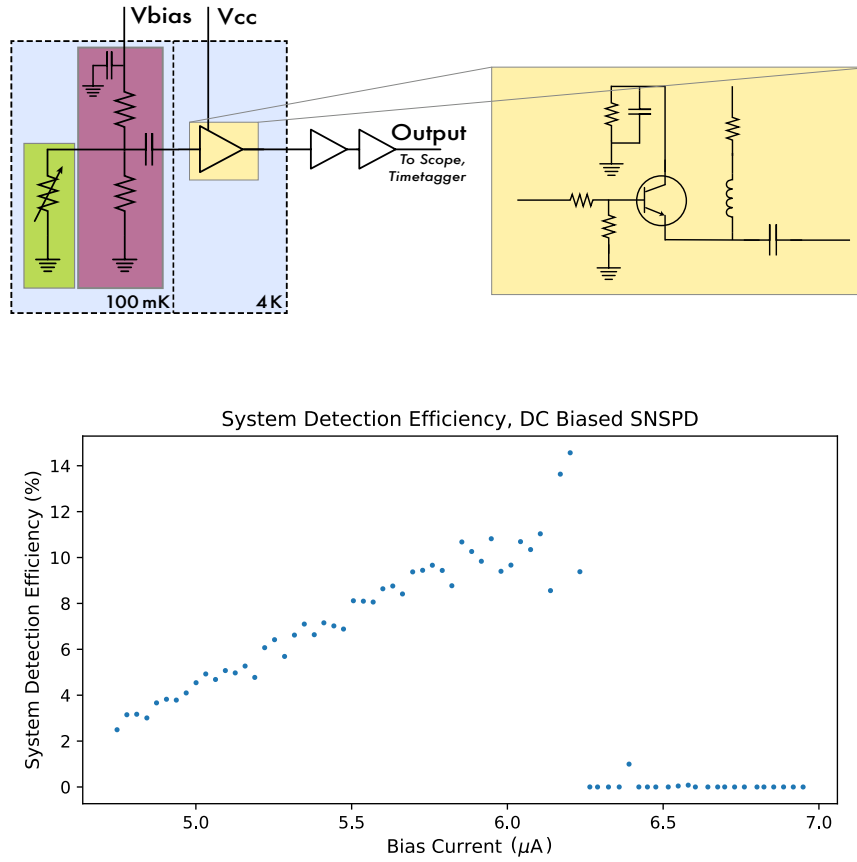 Vbias
Vcc
Output
To Scope,
Timetagger
100 mK
4 K
System Detection Efficiency, DC Biased SNSPD
System Detection Efficiency (%)
14
12
10
8
6
4
2
0
5.0
5.5
6.0
6.5
7.0
Bias Current (μA)